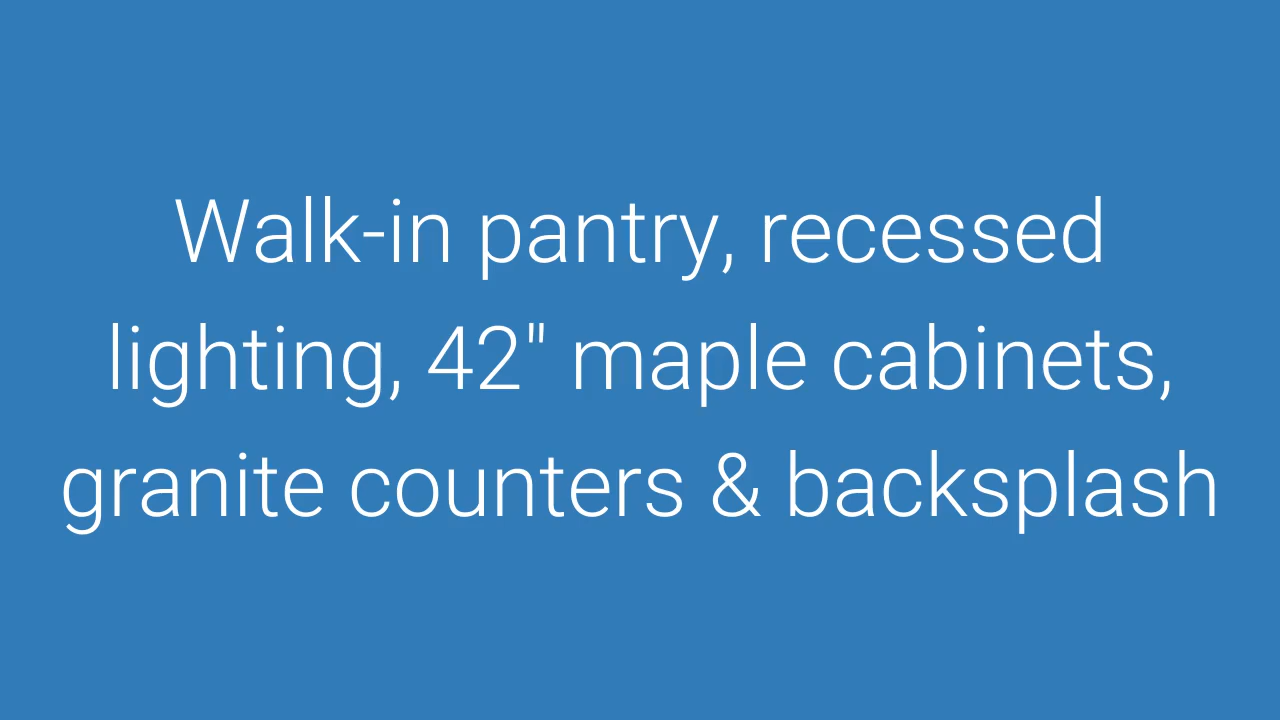 Walk-in pantry, recessed
lighting, 42" maple cabinets,
granite counters & backsplash